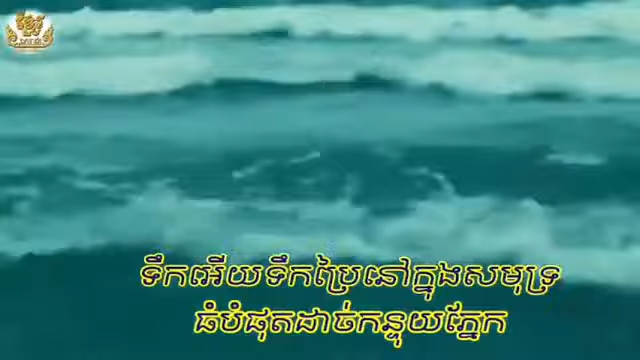 ទឹកអើយទឹកប្រៃនៅក្នុងសមុទ្រ
ធំបំផុតដាច់កន្ទុយភ្នែក